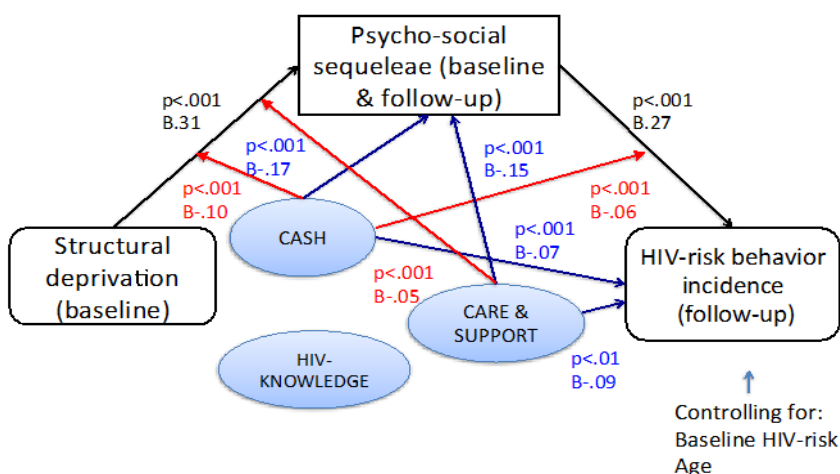 Psycho-social
sequeleae (baseline
& follow-up)
p<.001
B.31
p<.001
B.27
p<.001
B-.17
p<.001
B-.15
p<.001
B-.10
p<.001
B-.06
CASH
p<.001
B-.07
Structural
deprivation
(baseline)
HIV-risk behavior
incidence
(follow-up)
p<.001
B-.05
CARE &
SUPPORT
HIV-
KNOWLEDGE
p<.01
B-.09
Controlling for:
Baseline HIV-risk
Age